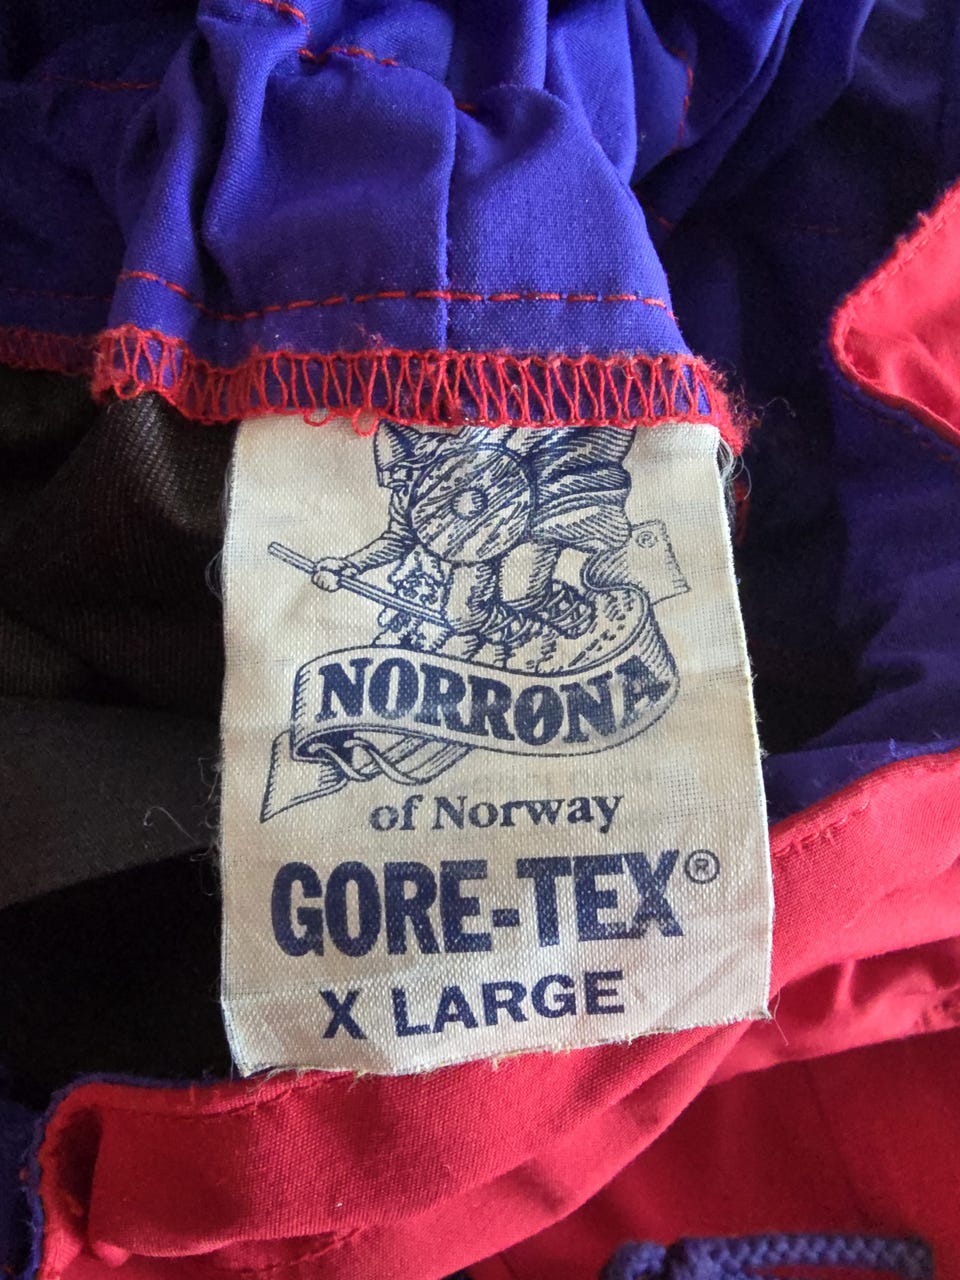 ®
NORRØNA
of Norway
GORE-TEX®
X LARGE